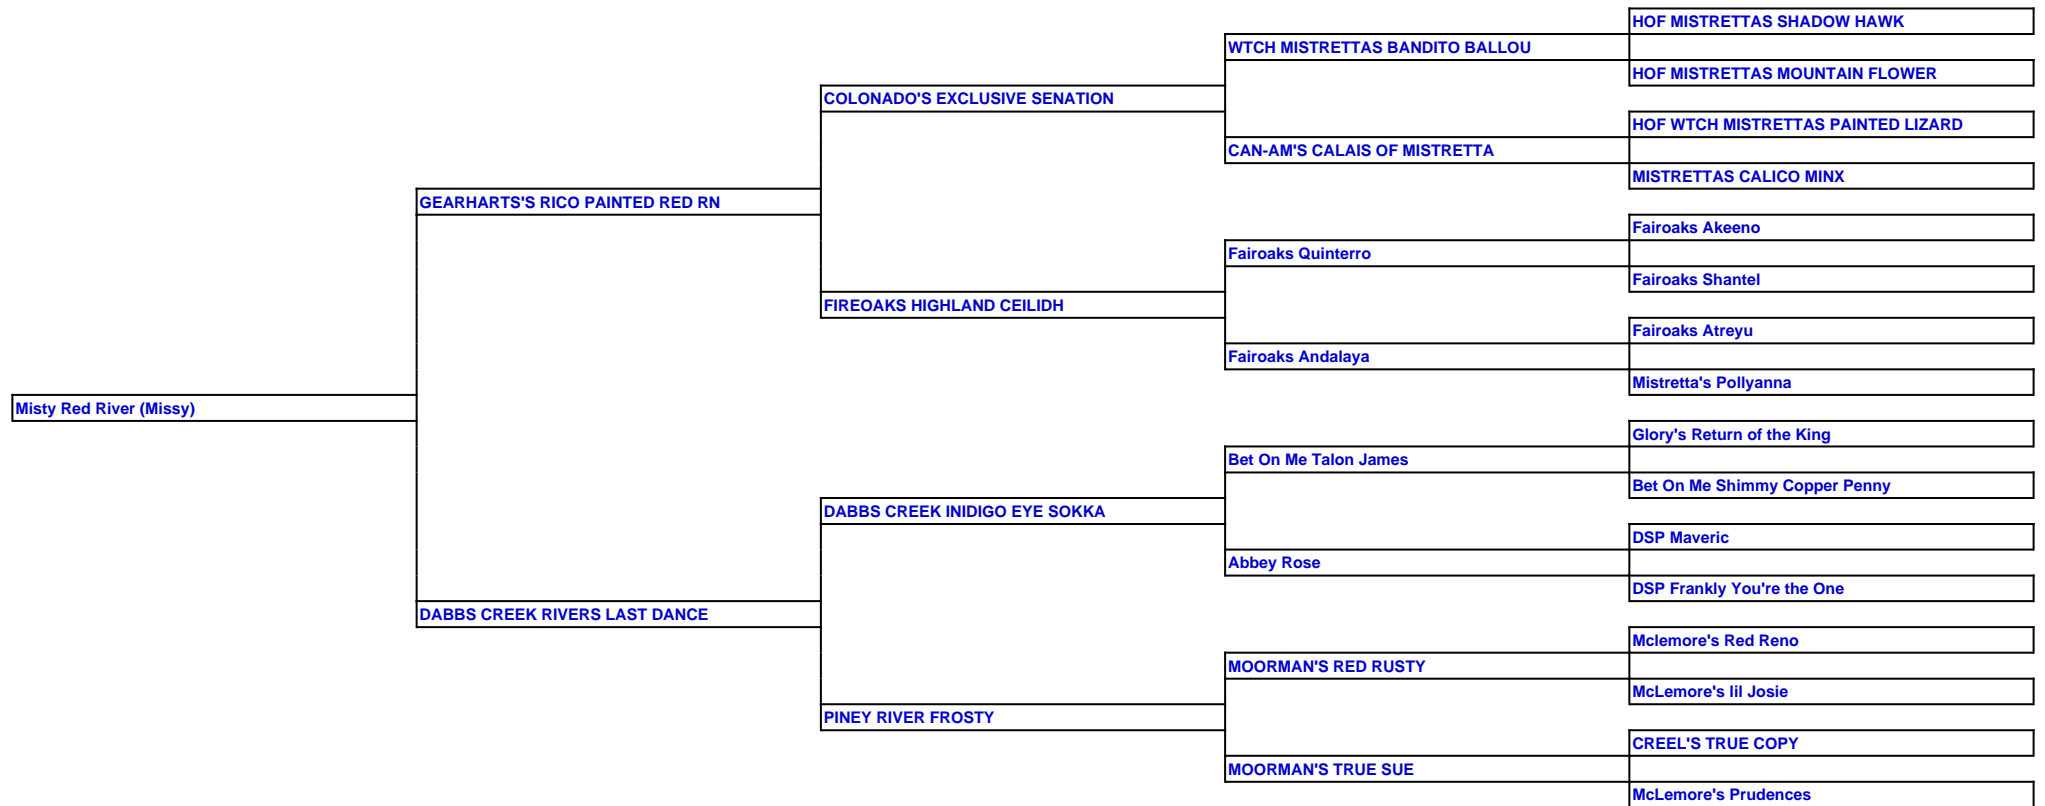 HOF MISTRETTAS SHADOW HAWK
WTCH MISTRETTAS BANDITO BALLOU
HOF MISTRETTAS MOUNTAIN FLOWER
COLONADO'S EXCLUSIVE SENATION
HOF WTCH MISTRETTAS PAINTED LIZARD
CAN-AM'S CALAIS OF MISTRETTA
MISTRETTAS CALICO MINX
GEARHARTS'S RICO PAINTED RED RN
Fairoaks Akeeno
Fairoaks Quinterro
Fairoaks Shantel
FIREOAKS HIGHLAND CEILIDH
Fairoaks Atreyu
Fairoaks Andalaya
Mistretta's Pollyanna
Misty Red River (Missy)
Glory's Return of the King
Bet On Me Talon James
Bet On Me Shimmy Copper Penny
DABBS CREEK INIDIGO EYE SOKKA
DSP Maveric
Abbey Rose
DSP Frankly You're the One
DABBS CREEK RIVERS LAST DANCE
Mclemore's Red Reno
MOORMAN'S RED RUSTY
McLemore's lil Josie
PINEY RIVER FROSTY
CREEL'S TRUE COPY
MOORMAN'S TRUE SUE
McLemore's Prudences